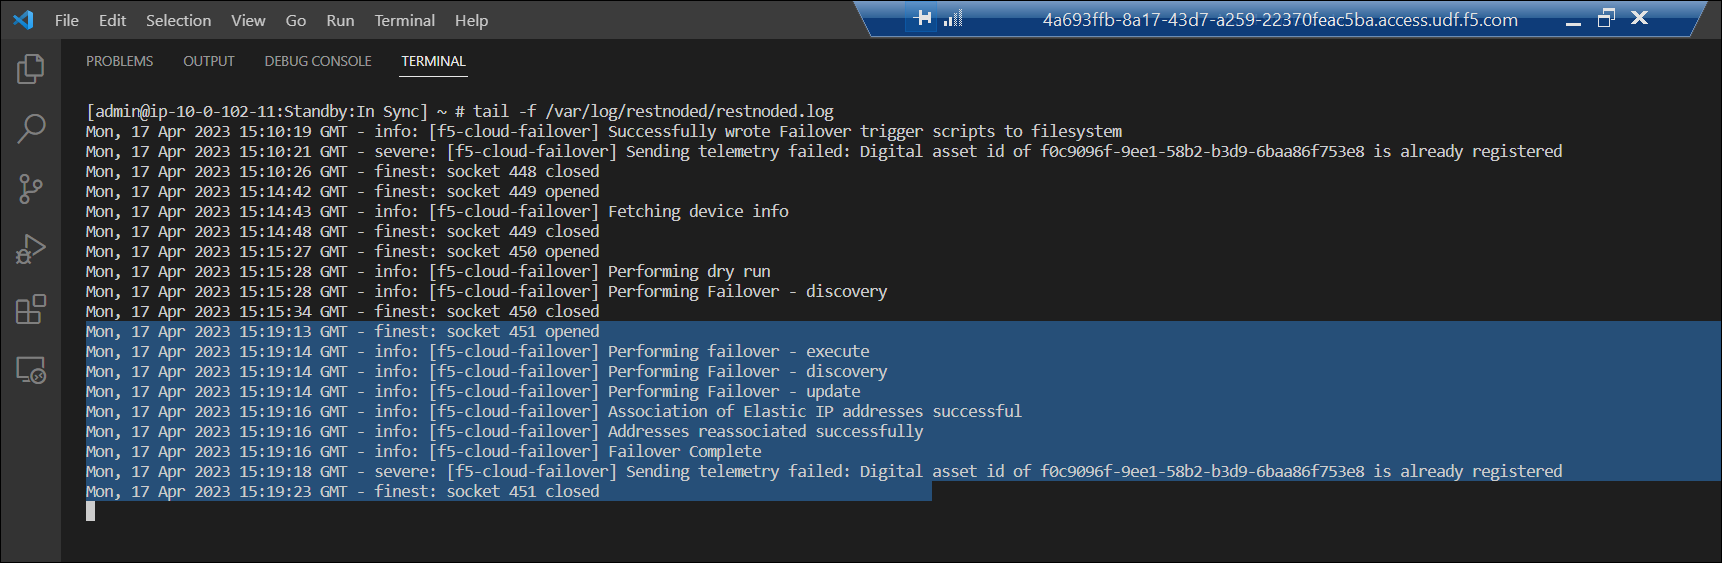 File Edit Selection View Go Run Terminal Help
4a693ffb-8a17-43d7-a259-22370feac5ba.access.udf.f5.com
PROBLEMS OUTPUT DEBUG CONSOLE TERMINAL
[admin@ip-10-0-102-11:Standby:In Sync] ~ # tail -f /var/log/restnoded/restnoded.log
Mon, 17 Apr 2023 15:10:19 GMT - info: [f5-cloud-failover] Successfully wrote Failover trigger scripts to filesystem
Mon, 17 Apr 2023 15:10:21 GMT - severe: [f5-cloud-failover] Sending telemetry failed: Digital asset id of f0c9096f-9ee1-58b2-b3d9-6baa86f753e8 is already registered
Mon, 17 Apr 2023 15:10:26 GMT - finest: socket 448 closed
Mon, 17 Apr 2023 15:14:42 GMT - finest: socket 449 opened
Mon, 17 Apr 2023 15:14:43 GMT - info: [f5-cloud-failover] Fetching device info
Mon, 17 Apr 2023 15:14:48 GMT - finest: socket 449 closed
Mon, 17 Apr 2023 15:15:27 GMT - finest: socket 450 opened
Mon, 17 Apr 2023 15:15:28 GMT - info: [f5-cloud-failover] Performing dry run
Mon, 17 Apr 2023 15:15:28 GMT - info: [f5-cloud-failover] Performing Failover - discovery
Mon, 17 Apr 2023 15:15:34 GMT - finest: socket 450 closed
Mon, 17 Apr 2023 15:19:13 GMT - finest: socket 451 opened
Mon, 17 Apr 2023 15:19:14 GMT - info: [f5-cloud-failover] Performing failover - execute
Mon, 17 Apr 2023 15:19:14 GMT - info: [f5-cloud-failover] Performing Failover - discovery
Mon, 17 Apr 2023 15:19:14 GMT - info: [f5-cloud-failover] Performing Failover - update
Mon, 17 Apr 2023 15:19:16 GMT - info: [f5-cloud-failover] Association of Elastic IP addresses successful
Mon, 17 Apr 2023 15:19:16 GMT - info: [f5-cloud-failover] Addresses reassociated successfully
Mon, 17 Apr 2023 15:19:16 GMT - info: [f5-cloud-failover] Failover Complete
Mon, 17 Apr 2023 15:19:18 GMT - severe: [f5-cloud-failover] Sending telemetry failed: Digital asset id of f0c9096f-9ee1-58b2-b3d9-6baa86f753e8 is already registered
Mon, 17 Apr 2023 15:19:23 GMT - finest: socket 451 closed